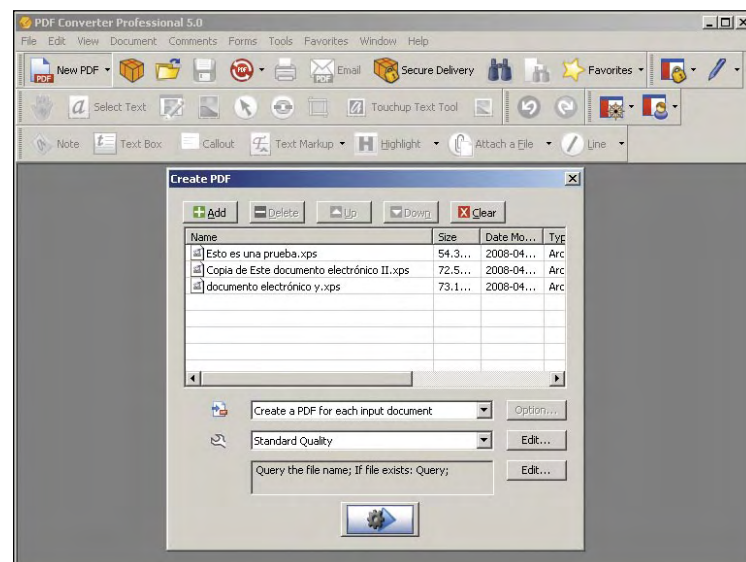 PDF Converter Professional 5.0
File Edit View Document Comments Forms Tools Favorites Window Help
New PDF Email Secure Delivery Favorites
Select Text Touchup Text Tool
Note Text Box Callout Text Markup Highlight Attach a File Line
Create PDF
Add Delete Up Down Clear
Name Size Date Mo... Typ
Esto es una prueba.xps 54.3... 2008-04... Arc
Copia de Este documento electrónico II.xps 72.5... 2008-04... Arc
documento electrónico y.xps 73.1... 2008-04... Arc
Create a PDF for each input document Option...
Standard Quality Edit...
Query the file name; If file exists: Query; Edit...